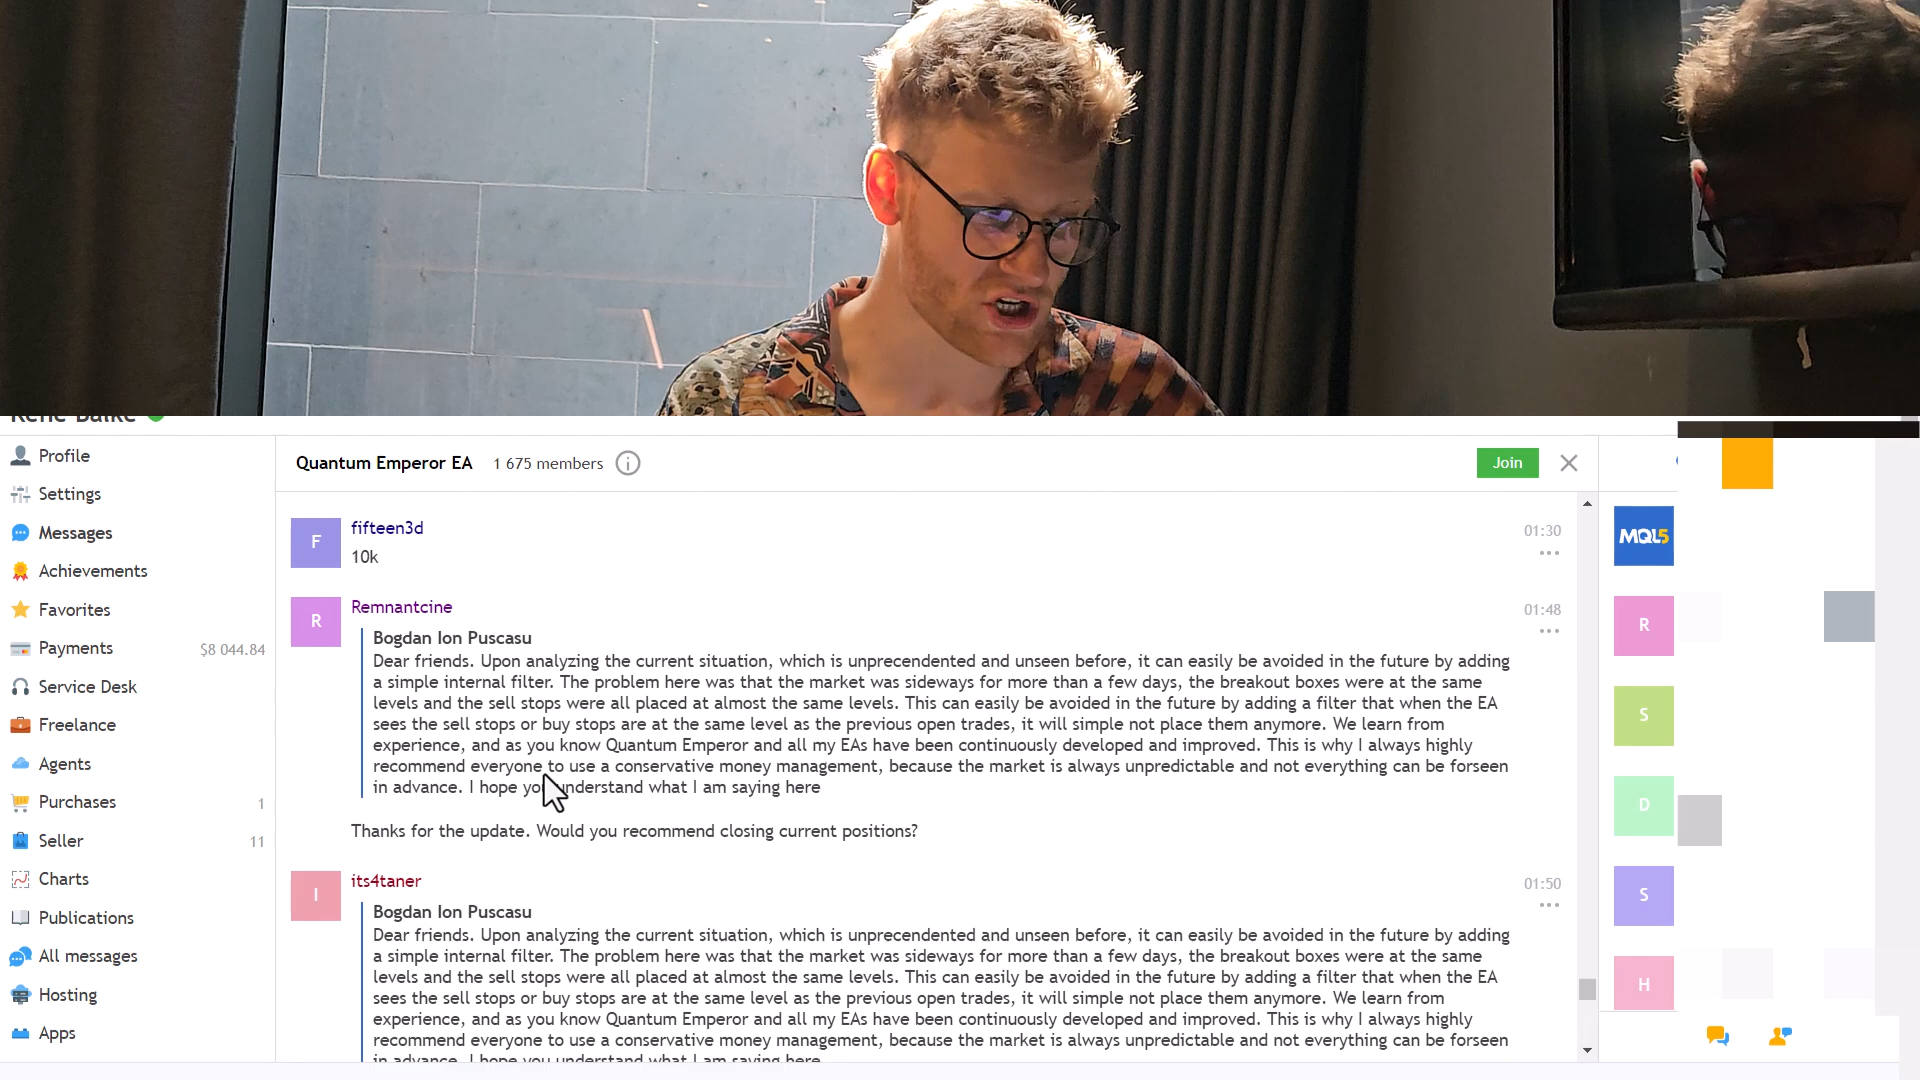 René Balke
Profile
Settings
Messages
Achievements
Favorites
Payments $8 044.84
Service Desk
Freelance
Agents
Purchases 1
Seller 11
Charts
Publications
All messages
Hosting
Apps
Quantum Emperor EA 1 675 members
Join
F
fifteen3d 01:30
10k
R
Remnantcine 01:48
Bogdan Ion Puscasu
Dear friends. Upon analyzing the current situation, which is unprecendented and unseen before, it can easily be avoided in the future by adding
a simple internal filter. The problem here was that the market was sideways for more than a few days, the breakout boxes were at the same
levels and the sell stops were all placed at almost the same levels. This can easily be avoided in the future by adding a filter that when the EA
sees the sell stops or buy stops are at the same level as the previous open trades, it will simple not place them anymore. We learn from
experience, and as you know Quantum Emperor and all my EAs have been continuously developed and improved. This is why I always highly
recommend everyone to use a conservative money management, because the market is always unpredictable and not everything can be forseen
in advance. I hope you understand what I am saying here
Thanks for the update. Would you recommend closing current positions?
I
its4taner 01:50
Bogdan Ion Puscasu
Dear friends. Upon analyzing the current situation, which is unprecendented and unseen before, it can easily be avoided in the future by adding
a simple internal filter. The problem here was that the market was sideways for more than a few days, the breakout boxes were at the same
levels and the sell stops were all placed at almost the same levels. This can easily be avoided in the future by adding a filter that when the EA
sees the sell stops or buy stops are at the same level as the previous open trades, it will simple not place them anymore. We learn from
experience, and as you know Quantum Emperor and all my EAs have been continuously developed and improved. This is why I always highly
recommend everyone to use a conservative money management, because the market is always unpredictable and not everything can be forseen
in advance. I hope you understand what I am saying here
MQL5
R
S
D
S
H